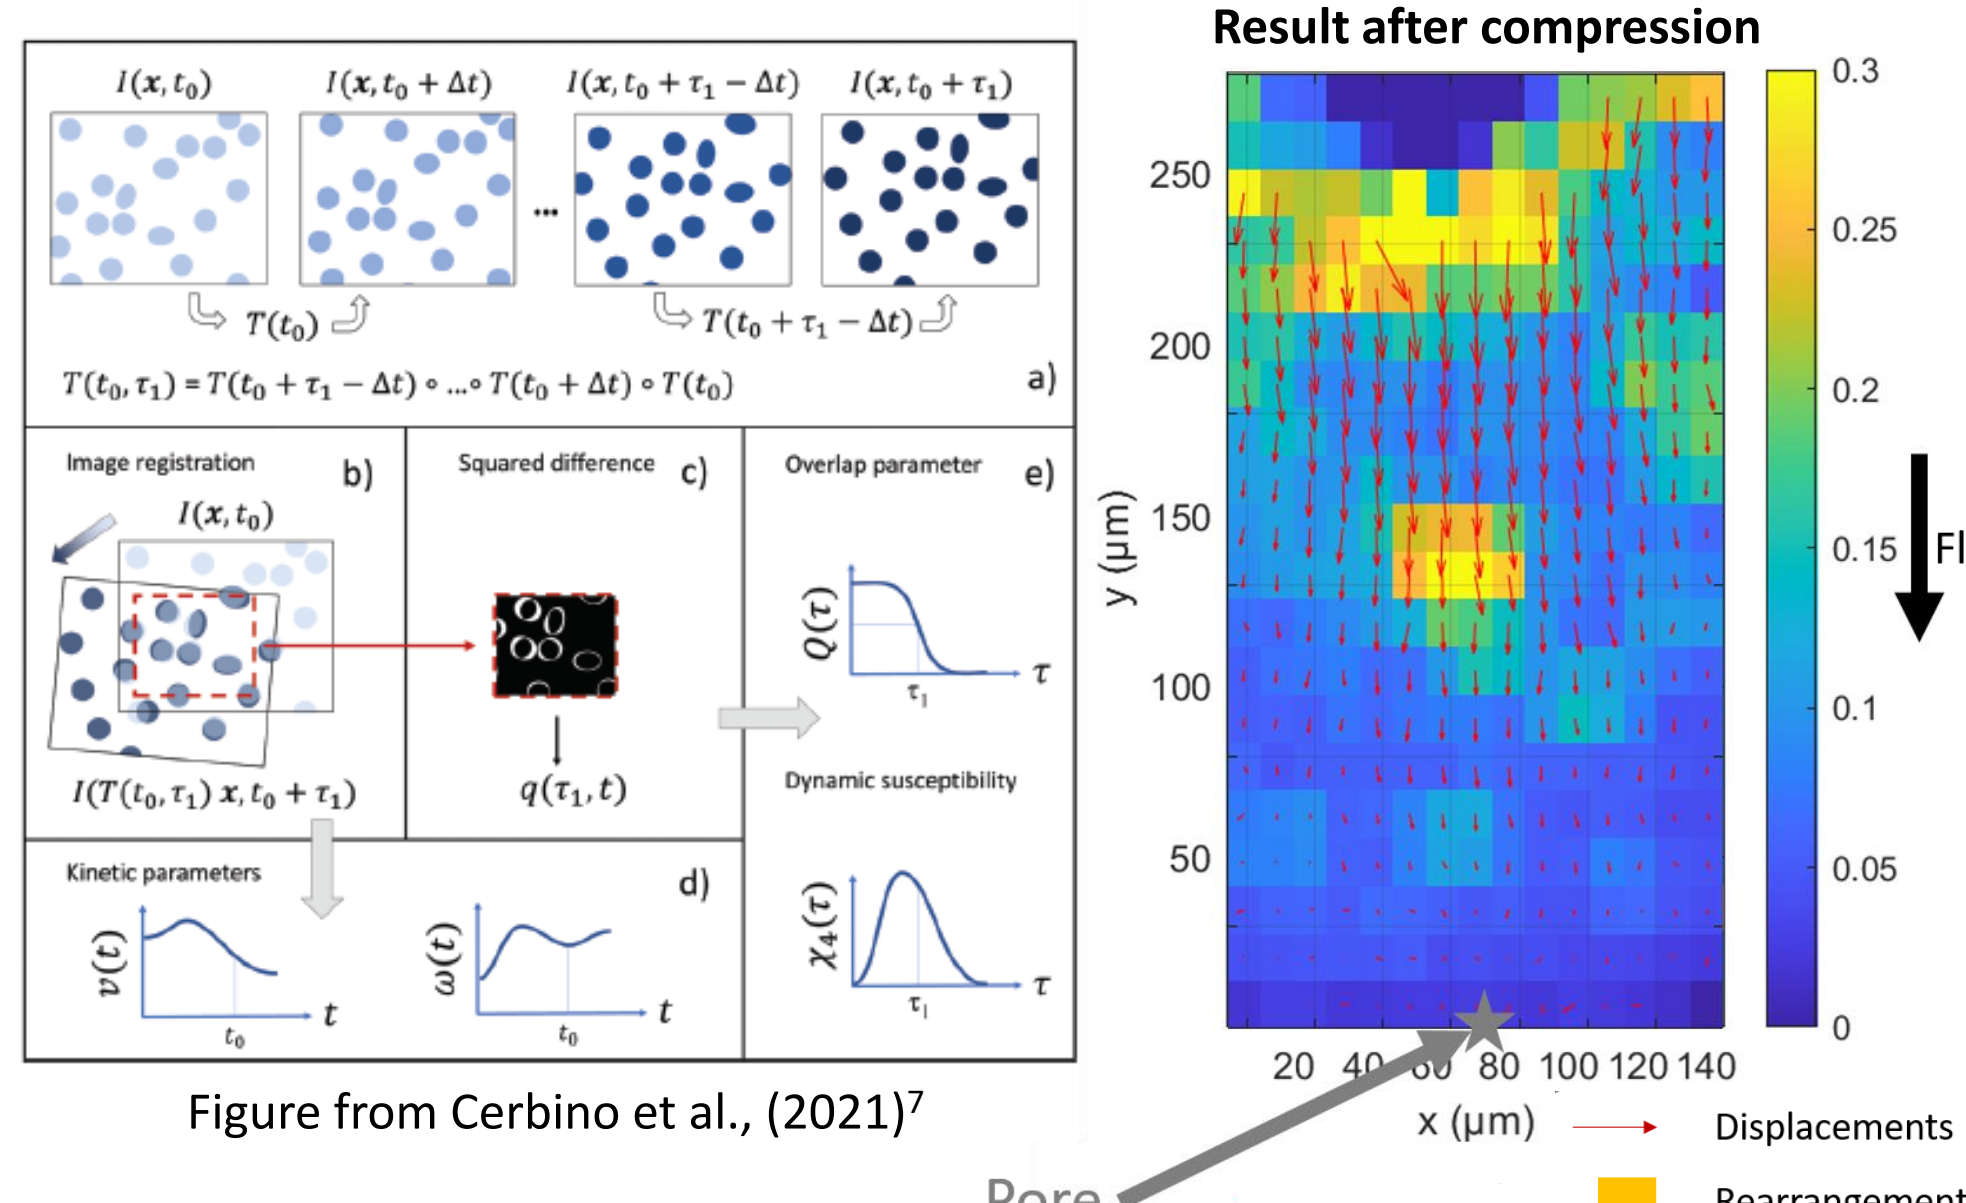 Result after compression
I(x, t₀)
I(x, t₀ + Δt)
I(x, t₀ + τ₁ − Δt)
I(x, t₀ + τ₁)
...
T(t₀)
T(t₀ + τ₁ − Δt)
T(t₀, τ₁) = T(t₀ + τ₁ − Δt) ∘ ...∘ T(t₀ + Δt) ∘ T(t₀)
a)
Image registration
b)
I(x, t₀)
I(T(t₀, τ₁) x, t₀ + τ₁)
Squared difference
c)
q(τ₁, t)
Overlap parameter
e)
Q(τ)
τ₁
τ
Dynamic susceptibility
χ₄(τ)
τ₁
τ
Kinetic parameters
d)
v(t)
t₀
t
ω(t)
t₀
t
Figure from Cerbino et al., (2021)⁷
y (µm)
250
200
150
100
50
20 40 60 80 100 120 140
x (µm)
0.3
0.25
0.2
0.15
0.1
0.05
0
Fl
Pore
Displacements
Rearrangement